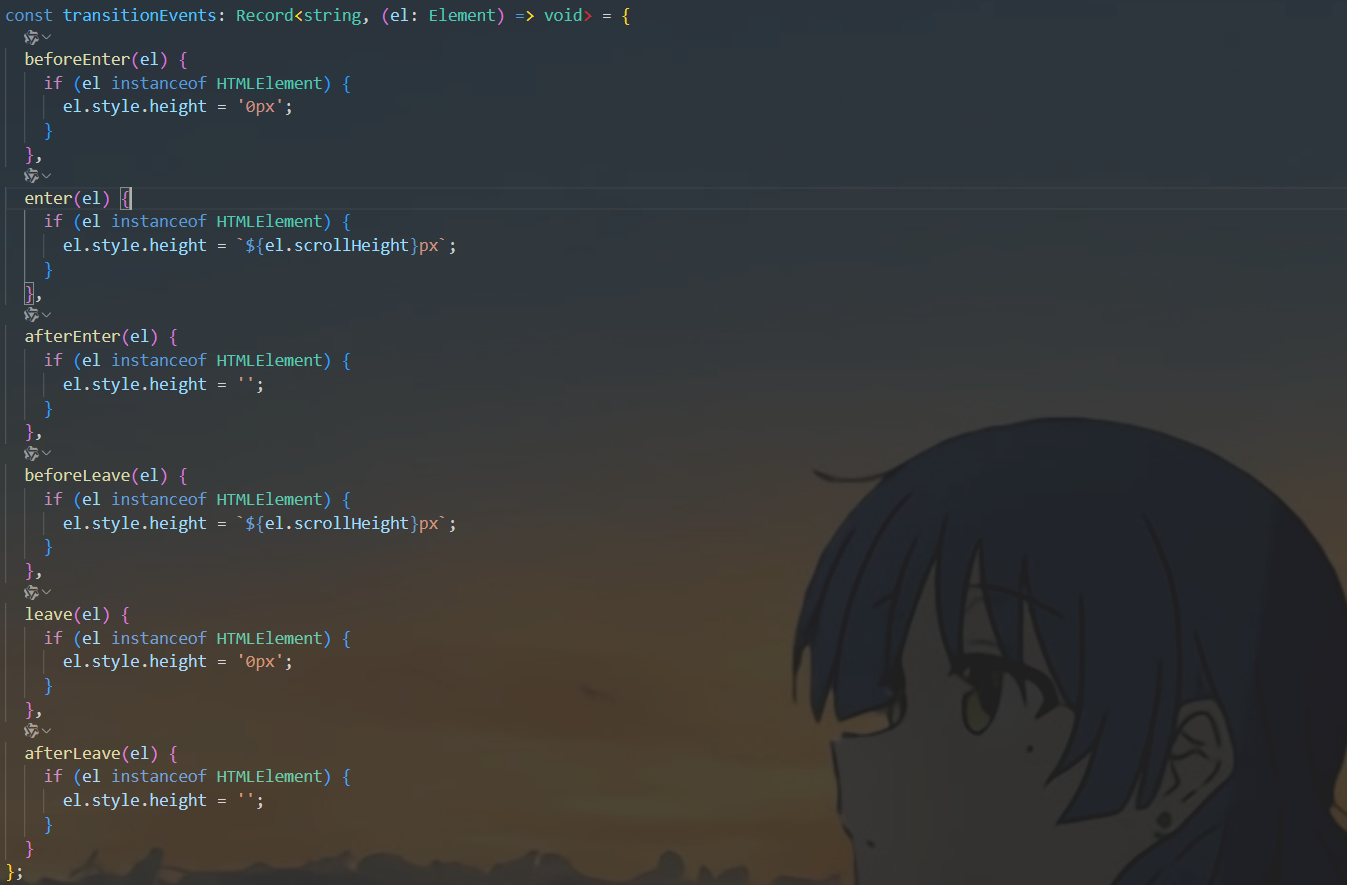 const transitionEvents: Record<string, (el: Element) => void> = {
  beforeEnter(el) {
    if (el instanceof HTMLElement) {
      el.style.height = '0px';
    }
  },
  enter(el) {
    if (el instanceof HTMLElement) {
      el.style.height = `${el.scrollHeight}px`;
    }
  },
  afterEnter(el) {
    if (el instanceof HTMLElement) {
      el.style.height = '';
    }
  },
  beforeLeave(el) {
    if (el instanceof HTMLElement) {
      el.style.height = `${el.scrollHeight}px`;
    }
  },
  leave(el) {
    if (el instanceof HTMLElement) {
      el.style.height = '0px';
    }
  },
  afterLeave(el) {
    if (el instanceof HTMLElement) {
      el.style.height = '';
    }
  }
};